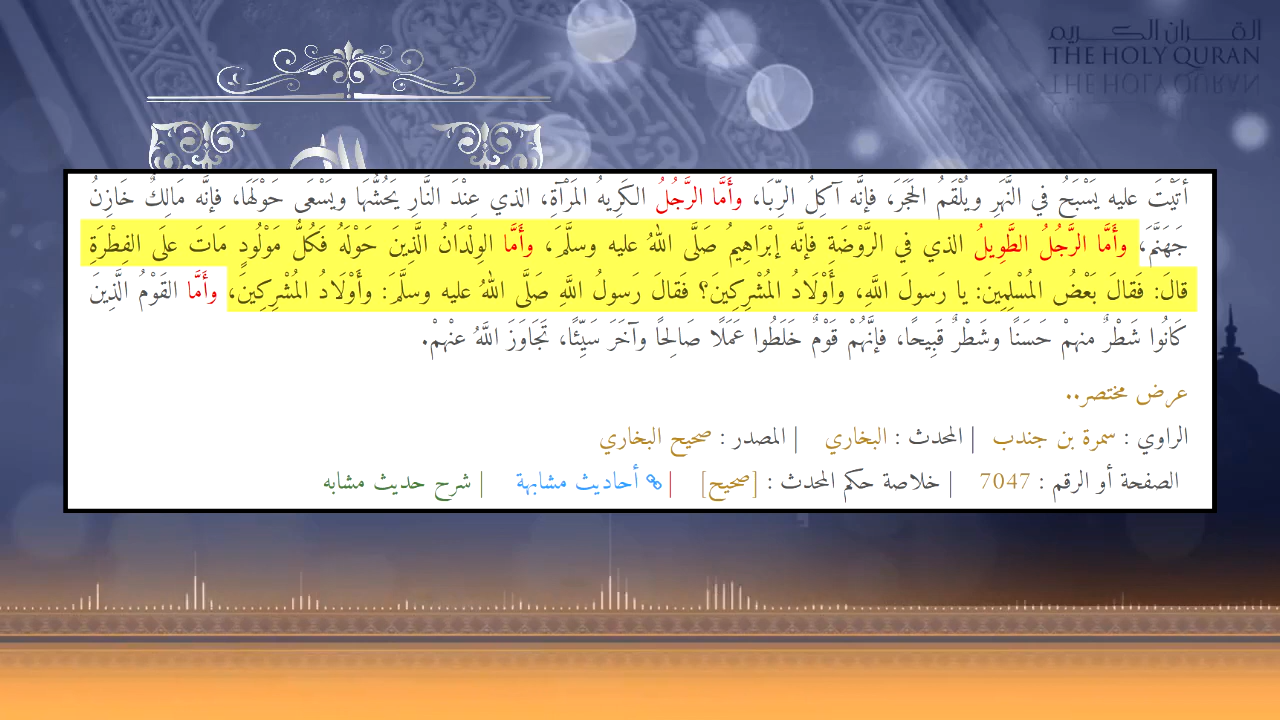 القـــرآن الكـــريم
THE HOLY QURAN
أَتَيْتَ عليه يَسْبَحُ في النَّهَرِ ويُلْقَمُ الحَجَرَ، فإنَّه آكِلُ الرِّبَا، وأَمَّا الرَّجُلُ الكَرِيهُ المَرْآةِ، الذي عِنْدَ النَّارِ يَحُشُّهَا ويَسْعَى حَوْلَهَا، فإنَّه مَالِكٌ خَازِنُ
جَهَنَّمَ، وأَمَّا الرَّجُلُ الطَّوِيلُ الذي في الرَّوْضَةِ فإنَّه إبْرَاهِيمُ صَلَّى اللهُ عليه وسلَّمَ، وأَمَّا الوِلْدَانُ الَّذِينَ حَوْلَهُ فَكُلُّ مَوْلُودٍ مَاتَ علَى الفِطْرَةِ
قالَ: فَقالَ بَعْضُ المُسْلِمِينَ: يا رَسولَ اللَّهِ، وأَوْلَادُ المُشْرِكِينَ؟ فَقالَ رَسولُ اللَّهِ صَلَّى اللهُ عليه وسلَّمَ: وأَوْلَادُ المُشْرِكِينَ، وأَمَّا القَوْمُ الَّذِينَ
كَانُوا شَطْرٌ منهمْ حَسَنًا وشَطْرٌ قَبِيحًا، فإنَّهُمْ قَوْمٌ خَلَطُوا عَمَلًا صَالِحًا وآخَرَ سَيِّئًا، تَجَاوَزَ اللَّهُ عنْهمْ.
عرض مختصر..
الراوي : سمرة بن جندب | المحدث : البخاري | المصدر : صحيح البخاري
الصفحة أو الرقم : 7047 | خلاصة حكم المحدث : [صحيح] | أحاديث مشابهة | شرح حديث مشابه